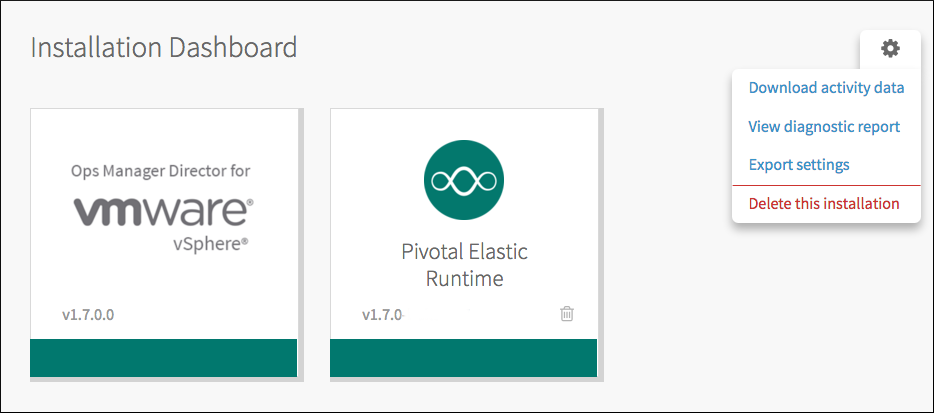 Installation Dashboard
Download activity data
View diagnostic report
Export settings
Delete this installation
Ops Manager Director for
vmware®
vSphere®
v1.7.0.0
Pivotal Elastic
Runtime
v1.7.0